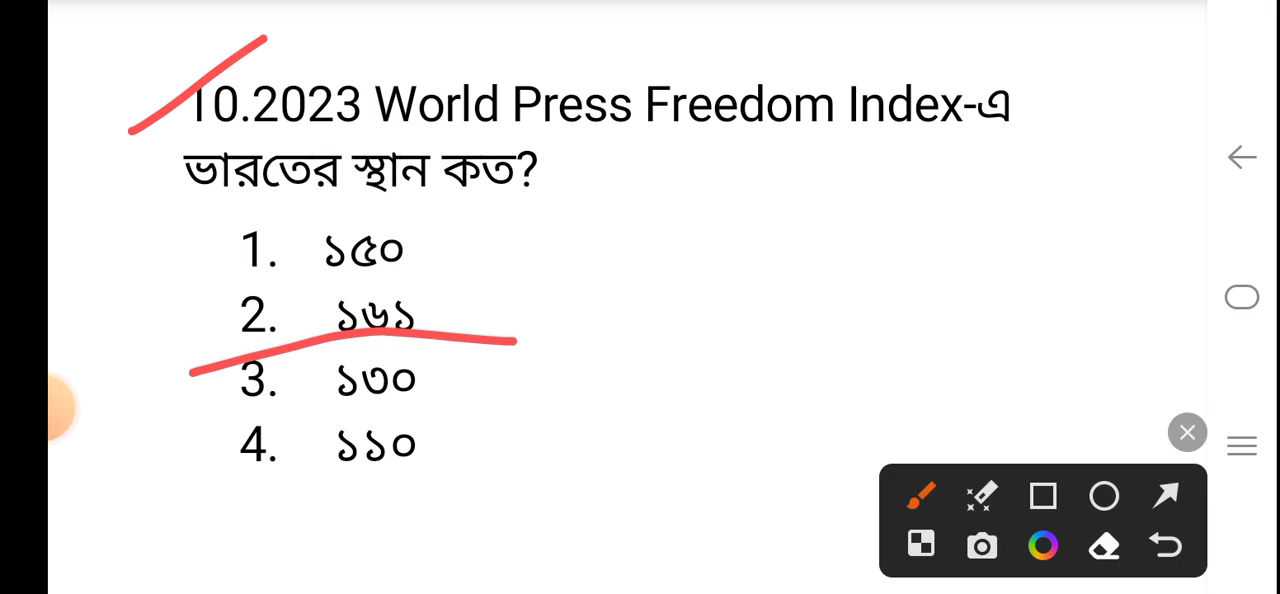 10.2023 World Press Freedom Index-এ
ভারতের স্থান কত?
1. ১৫০
2. ১৬১
3. ১৩০
4. ১১০